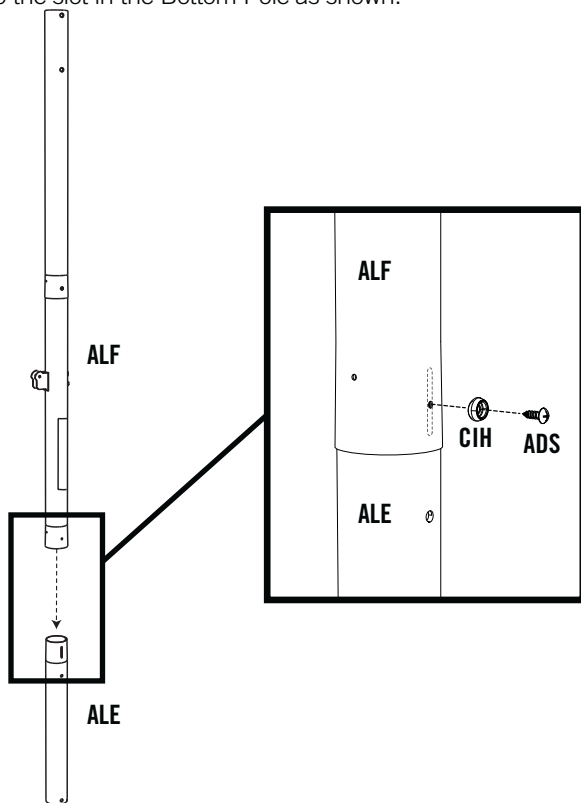 the slot in the Bottom Pole as shown.
ALF
ALF
CIH
ADS
ALE
ALE